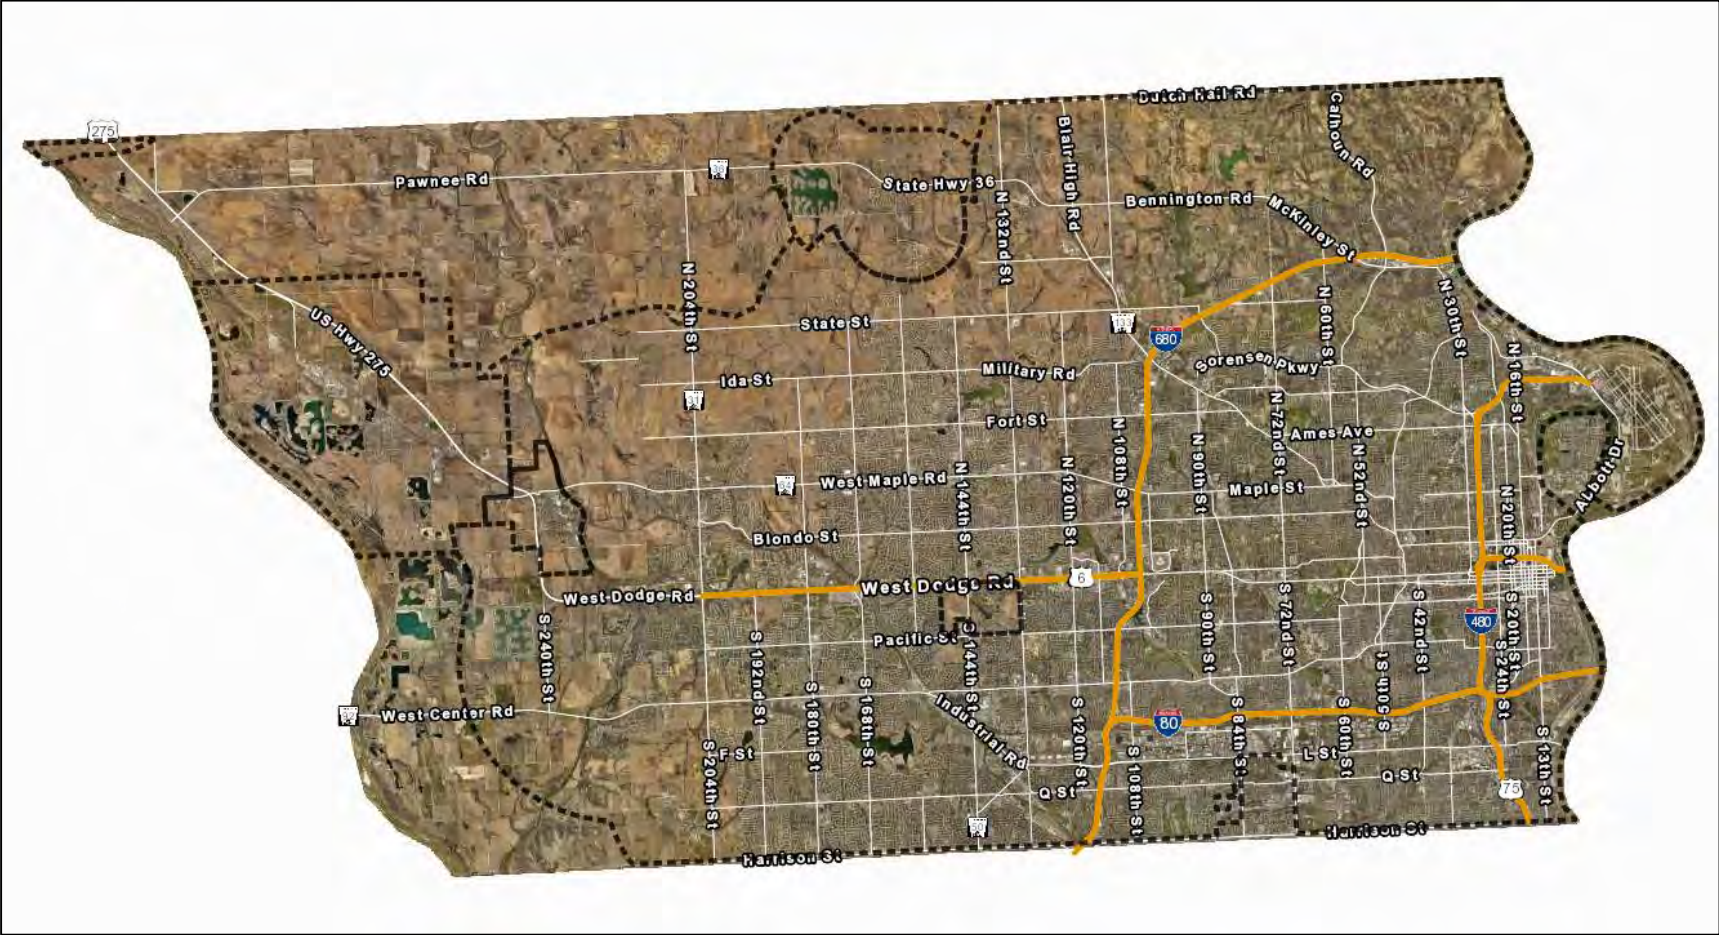 Dutch Hall Rd
275
Calhoun Rd
Blair High Rd
36
Pawnee Rd
State Hwy 36
N 132nd St
Bennington Rd
McKinley St
N 204th St
N 60th St
N 30th St
US Hwy 275
State St
133
680
Sorensen Pkwy
N 16th St
Military Rd
Ida St
31
N 72nd St
Fort St
Ames Ave
N 108th St
N 90th St
N 52nd St
Albott Dr
N 144th St
N 120th St
West Maple Rd
64
Maple St
N 20th St
Blondo St
West Dodge Rd
6
West Dodge Rd
S 72nd St
S 90th St
S 42nd St
S 20th St
480
S 240th St
S 192nd St
Pacific St
S 144th St
S 24th St
S 50th St
S 180th St
S 168th St
Industrial Rd
S 120th St
S 84th St
S 60th St
West Center Rd
80
S 204th St
F St
S 108th St
L St
S 13th St
Q St
Q St
75
50
Harrison St
Harrison St